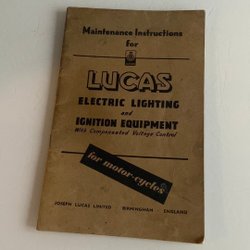 Maintenance Instructions
for
LUCAS
ELECTRIC LIGHTING
and
IGNITION EQUIPMENT
With Compensated Voltage Control
for motor-cycles
JOSEPH LUCAS LIMITED · BIRMINGHAM · ENGLAND